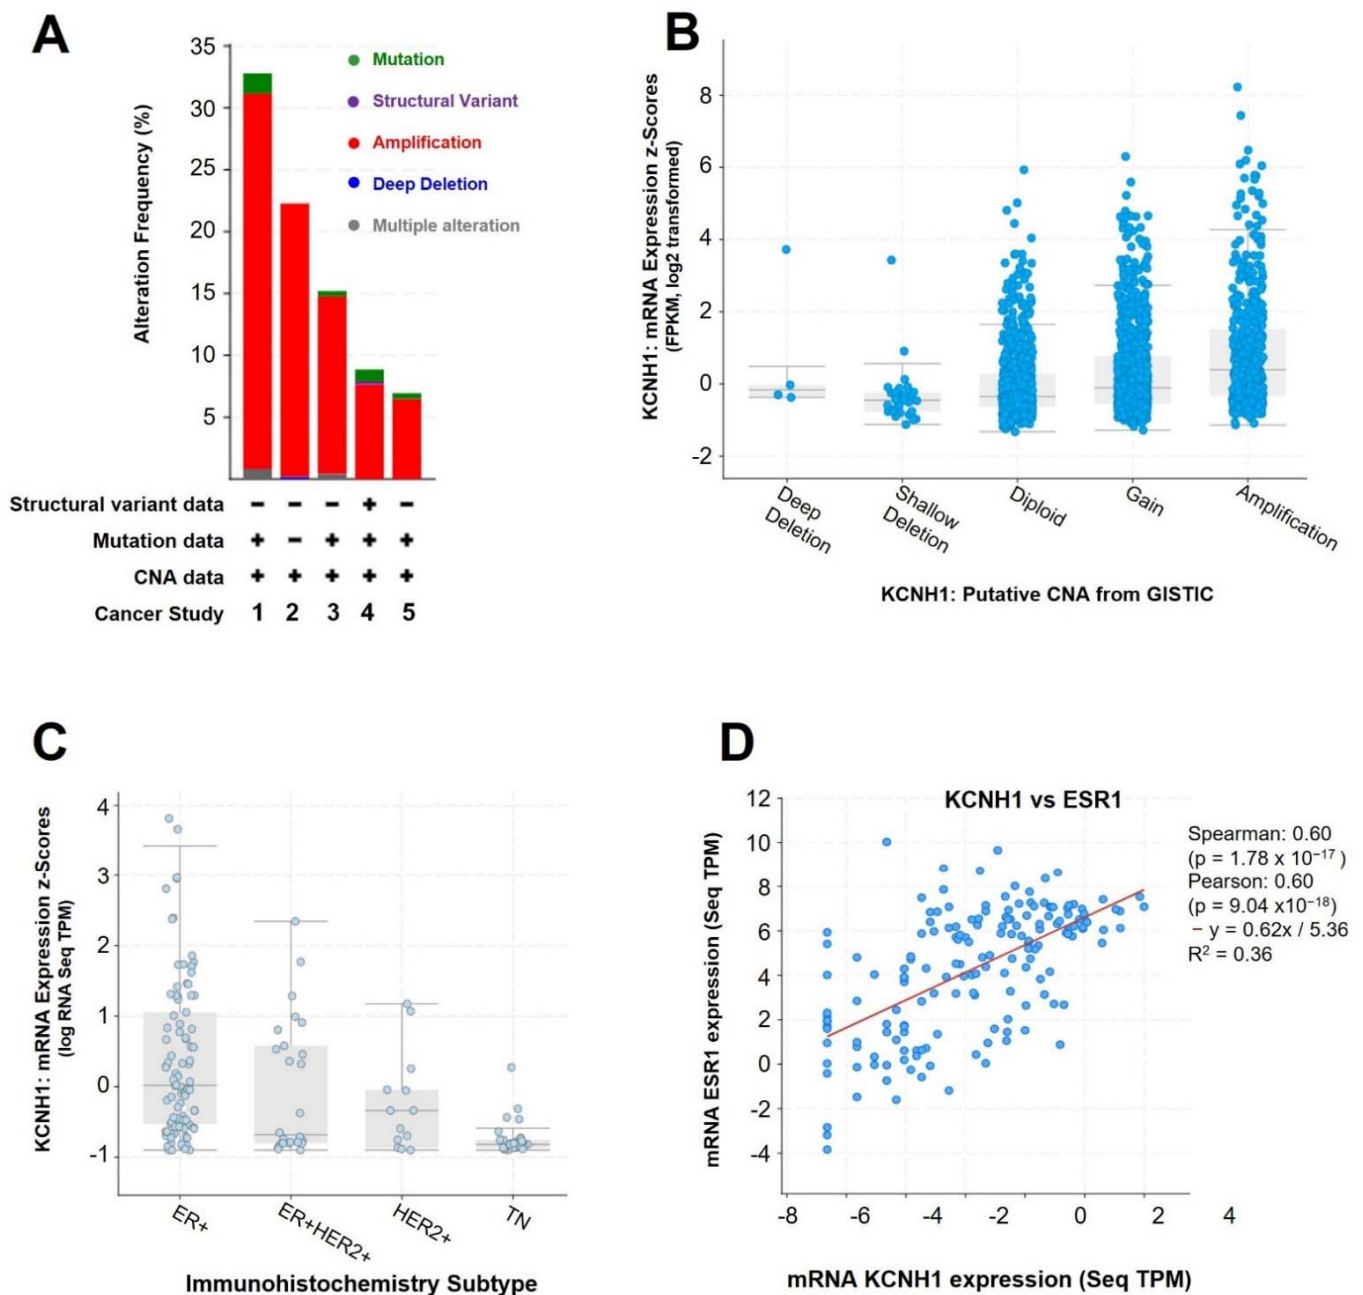 A
Alteration Frequency (%)
35
30
25
20
15
10
5
Mutation
Structural Variant
Amplification
Deep Deletion
Multiple alteration
Structural variant data - - - + -
Mutation data + - + + +
CNA data + + + + +
Cancer Study 1 2 3 4 5
B
KCNH1: mRNA Expression z-Scores
(FPKM, log2 transformed)
8
6
4
2
0
-2
Deep
Deletion
Shallow
Deletion
Diploid
Gain
Amplification
KCNH1: Putative CNA from GISTIC
C
KCNH1: mRNA Expression z-Scores
(log RNA Seq TPM)
4
3
2
1
0
-1
ER+
ER+HER2+
HER2+
TN
Immunohistochemistry Subtype
D
KCNH1 vs ESR1
mRNA ESR1 expression (Seq TPM)
12
10
8
6
4
2
0
-2
-4
-8 -6 -4 -2 0 2 4
mRNA KCNH1 expression (Seq TPM)
Spearman: 0.60
(p = 1.78 x 10⁻¹⁷ )
Pearson: 0.60
(p = 9.04 x10⁻¹⁸)
– y = 0.62x / 5.36
R² = 0.36